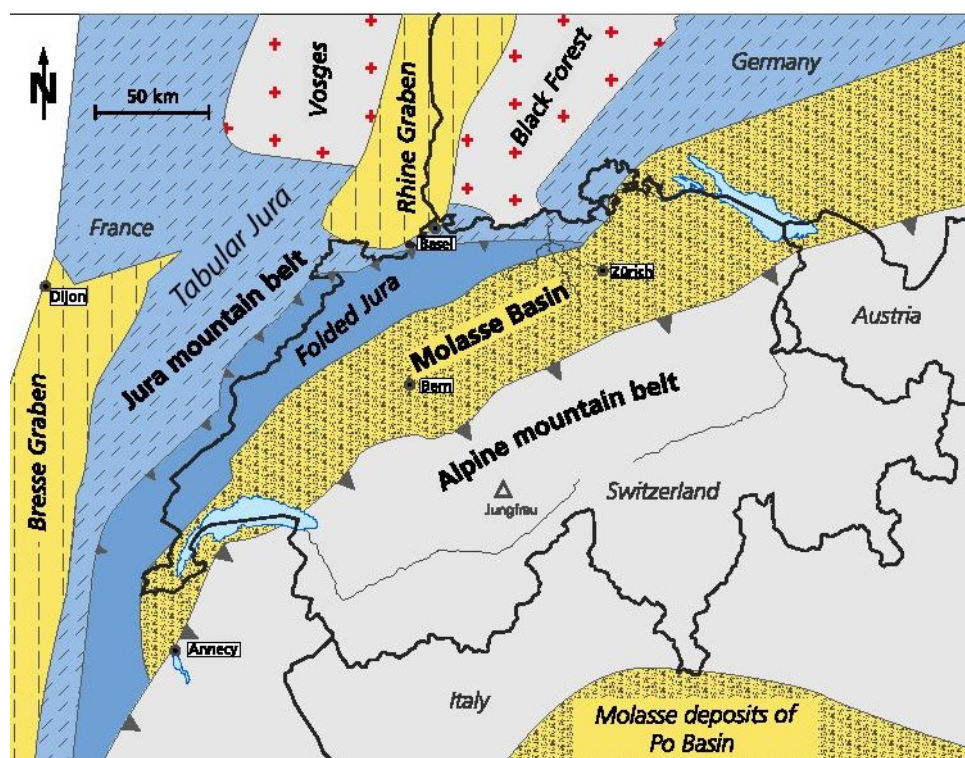 N
50 km
Vosges
Rhine Graben
Black Forest
Germany
France
Tabular Jura
Jura mountain belt
Basel
Dijon
Folded Jura
Zürich
Molasse Basin
Austria
Bern
Bresse Graben
Alpine mountain belt
Jungfrau
Switzerland
Annecy
Italy
Molasse deposits of
Po Basin